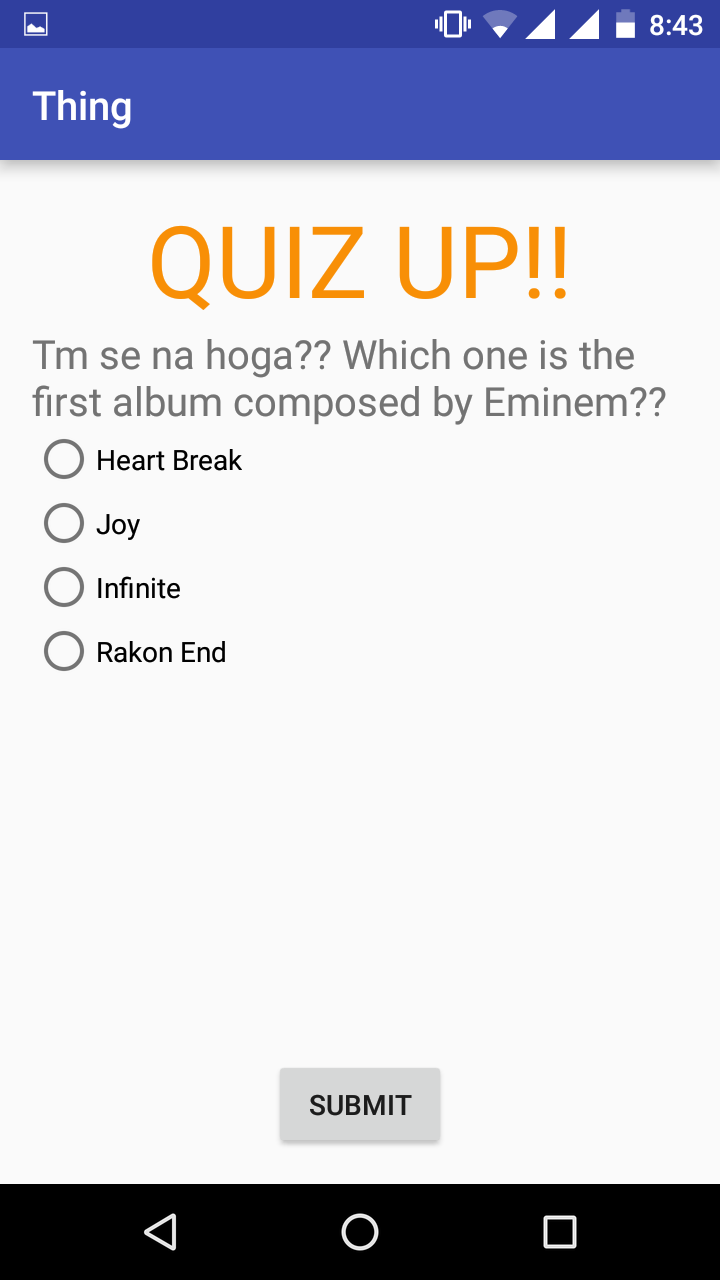 8:43
Thing
QUIZ UP!!
Tm se na hoga?? Which one is the
first album composed by Eminem??
Heart Break
Joy
Infinite
Rakon End
SUBMIT